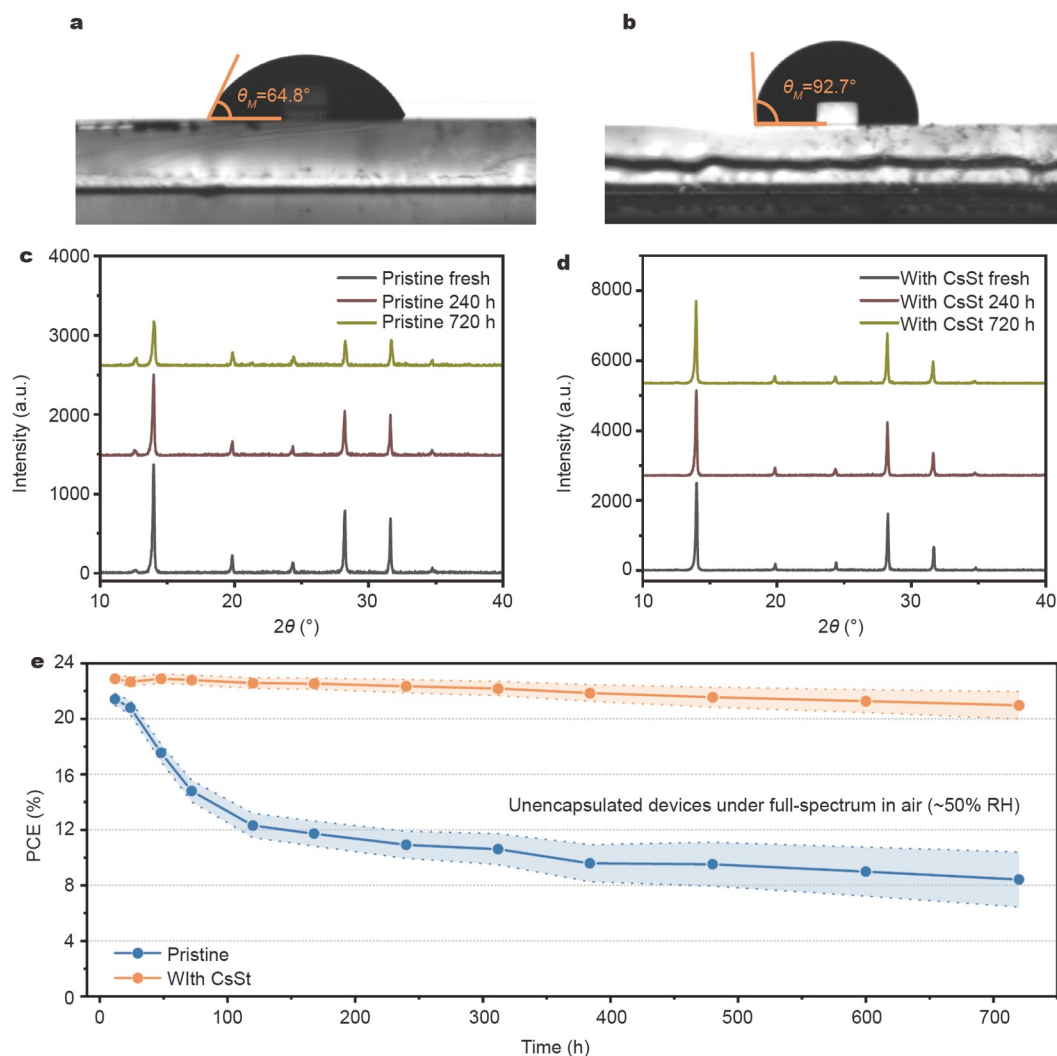 a
θM=64.8°
b
θM=92.7°
c
4000
3000
2000
1000
0
Intensity (a.u.)
Pristine fresh
Pristine 240 h
Pristine 720 h
10
20
30
40
2θ (°)
d
8000
6000
4000
2000
0
Intensity (a.u.)
With CsSt fresh
With CsSt 240 h
With CsSt 720 h
10
20
30
40
2θ (°)
e
24
20
16
12
8
4
0
PCE (%)
Unencapsulated devices under full-spectrum in air (~50% RH)
Pristine
WIth CsSt
0
100
200
300
400
500
600
700
Time (h)